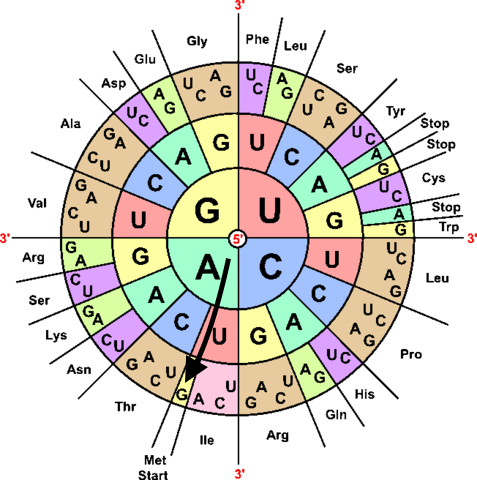 3'
Phe
Leu
Ser
Tyr
Stop
Stop
Cys
Stop
Trp
3'
Leu
Pro
His
Gln
Arg
3'
Ile
Met
Start
Thr
Asn
Lys
Ser
Arg
3'
Val
Ala
Asp
Glu
Gly
U C
A G
U C A G
U C
A
G
U C
A
G
U C A G
U C A G
U C
A G
U C A G
U C A
G
U C A G
U C
A G
U C
A G
U C A G
U C A G
U C
A G
U C A G
U
C
A
G
U
C
A
G
U
C
A
G
U
C
A
G
U
C
A
G
5'